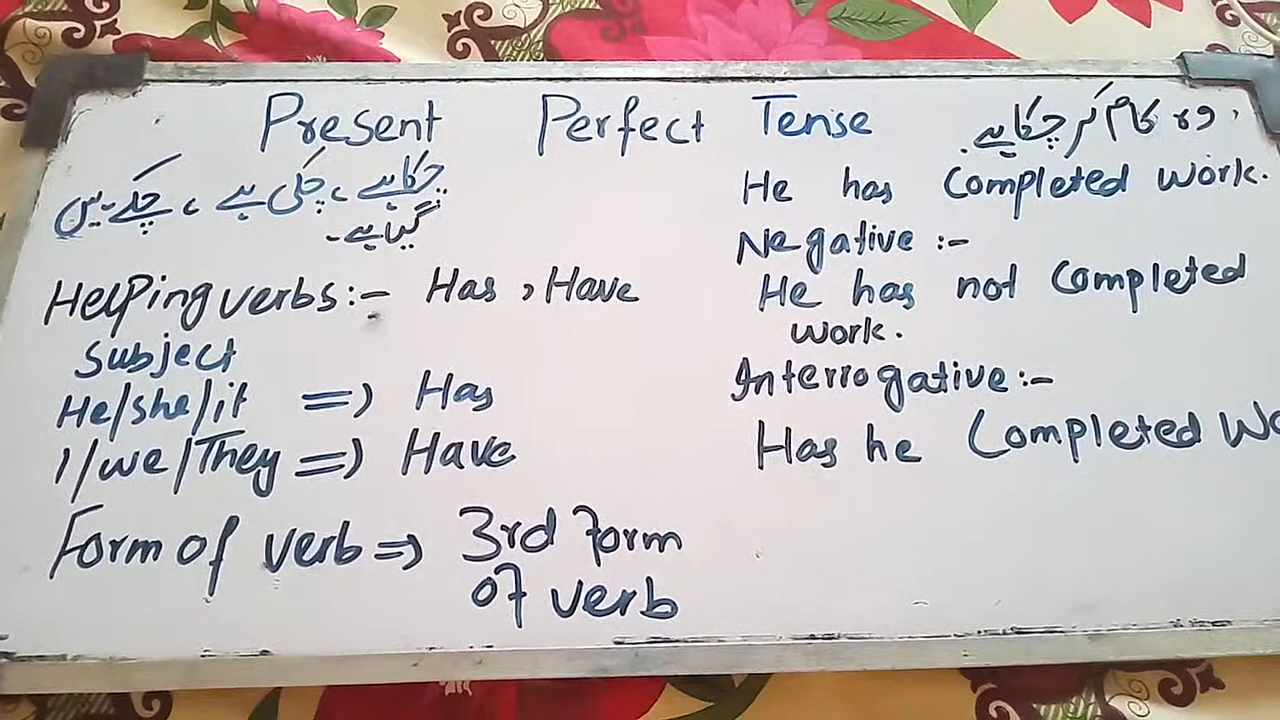 Present Perfect Tense
چکا ہے، چکی ہے، چکے ہیں
گیا ہے۔
Helping verbs:- Has, Have
Subject
He/she/it => Has
I/we/They => Have
Form of verb => 3rd form
of verb
وہ کام کر چکا ہے۔
He has Completed work.
Negative :-
He has not Completed
work.
Interrogative :-
Has he Completed Wo